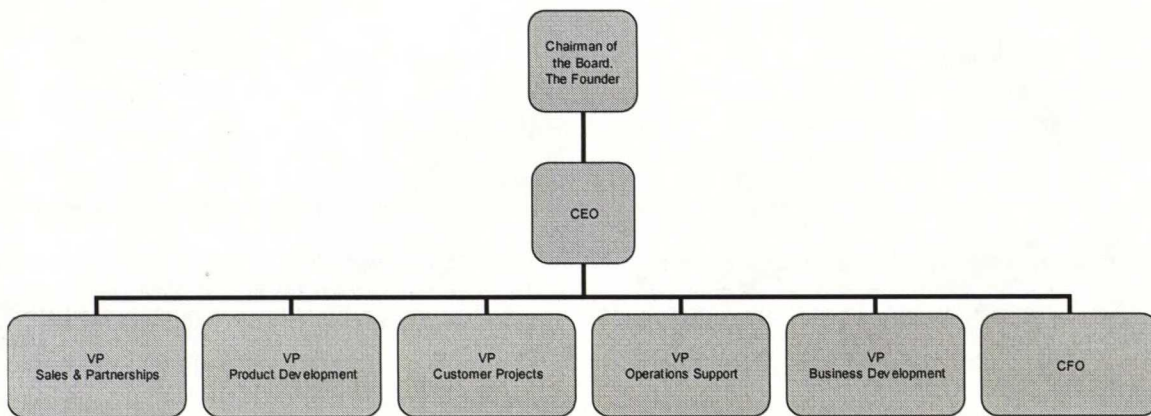 Chairman of
the Board.
The Founder
CEO
VP
Sales & Partnerships
VP
Product Development
VP
Customer Projects
VP
Operations Support
VP
Business Development
CFO